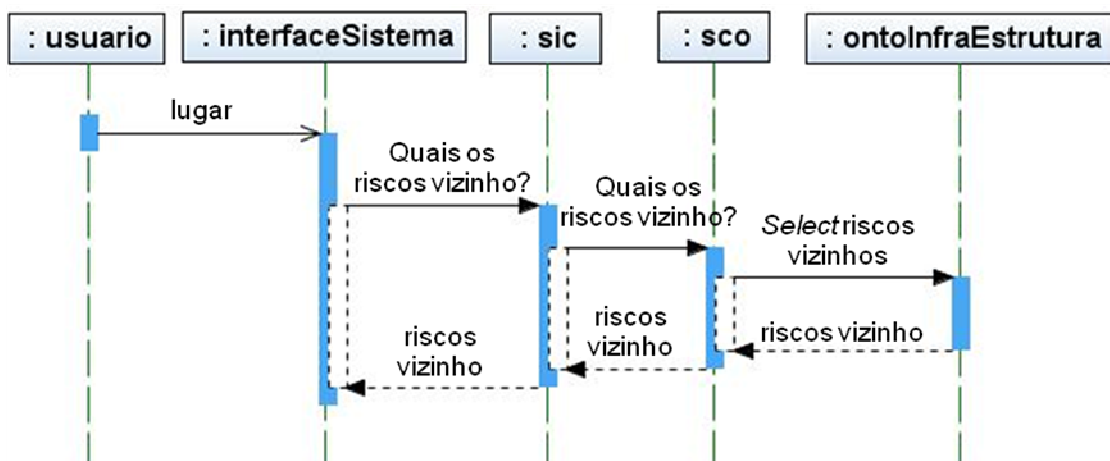 : usuario
: interfaceSistema
: sic
: sco
: ontoInfraEstrutura
lugar
Quais os
riscos vizinho?
Quais os
riscos vizinho?
Select riscos
vizinhos
riscos vizinho
riscos
vizinho
riscos
vizinho